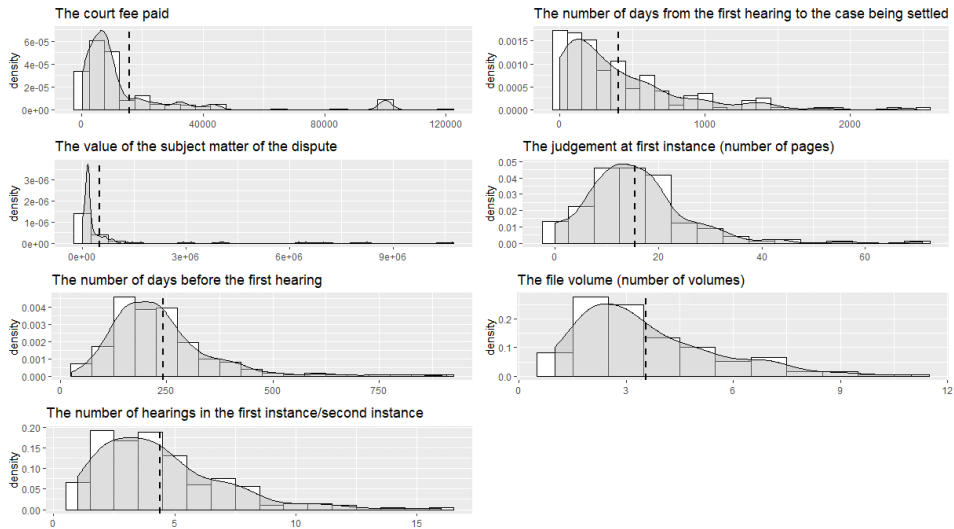 The court fee paid
density
6e-05
4e-05
2e-05
0e+00
0
40000
80000
120000
The number of days from the first hearing to the case being settled
density
0.0015
0.0010
0.0005
0.0000
0
1000
2000
The value of the subject matter of the dispute
density
3e-06
2e-06
1e-06
0e+00
0e+00
3e+06
6e+06
9e+06
The judgement at first instance (number of pages)
density
0.05
0.04
0.03
0.02
0.01
0.00
0
20
40
60
The number of days before the first hearing
density
0.004
0.003
0.002
0.001
0.000
0
250
500
750
The file volume (number of volumes)
density
0.2
0.1
0.0
0
3
6
9
12
The number of hearings in the first instance/second instance
density
0.20
0.15
0.10
0.05
0.00
5
10
15